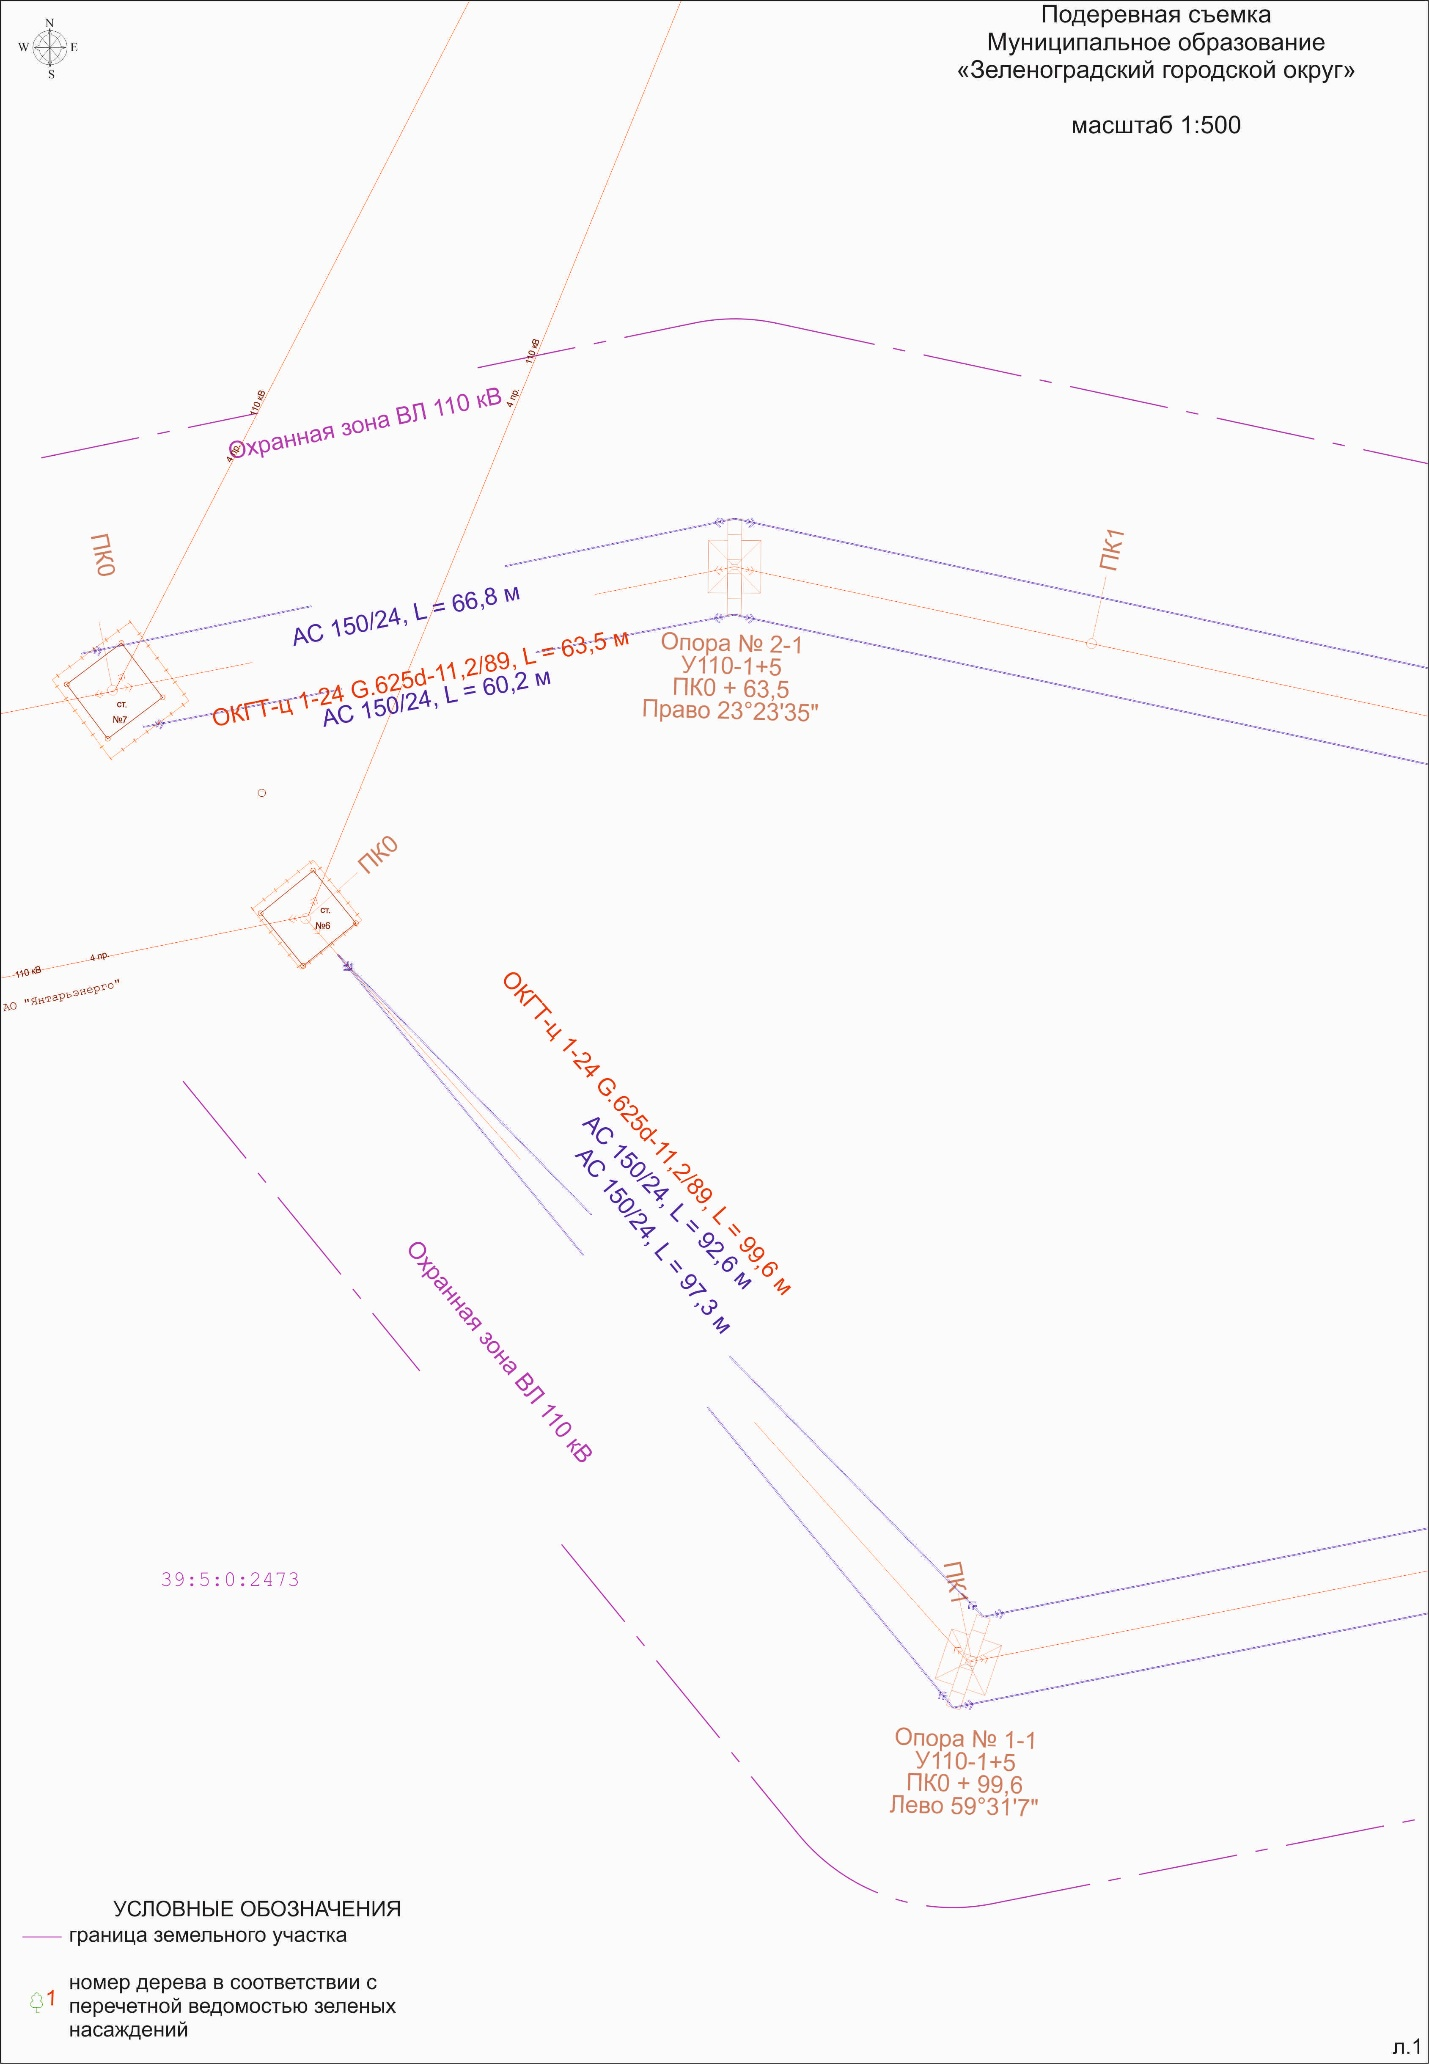 N
W E
S
Подеревная съемка
Муниципальное образование
«Зеленоградский городской округ»
масштаб 1:500
110 кВ
4 пр.
110 кВ
4 пр.
Охранная зона ВЛ 110 кВ
ПК0
ПК1
АС 150/24, L = 66,8 м
ОКГТ-ц 1-24 G.625d-11,2/89, L = 63,5 м
АС 150/24, L = 60,2 м
Опора № 2-1
У110-1+5
ПК0 + 63,5
Право 23°23'35"
ст.
№7
ПК0
ст.
№6
110 кВ
4 пр.
АО "Янтарьэнерго"
ОКГТ-ц 1-24 G.625d-11,2/89, L = 99,6 м
АС 150/24, L = 92,6 м
АС 150/24, L = 97,3 м
Охранная зона ВЛ 110 кВ
39:5:0:2473
ПК1
Опора № 1-1
У110-1+5
ПК0 + 99,6
Лево 59°31'7"
УСЛОВНЫЕ ОБОЗНАЧЕНИЯ
граница земельного участка
1
номер дерева в соответствии с
перечетной ведомостью зеленых
насаждений
л.1